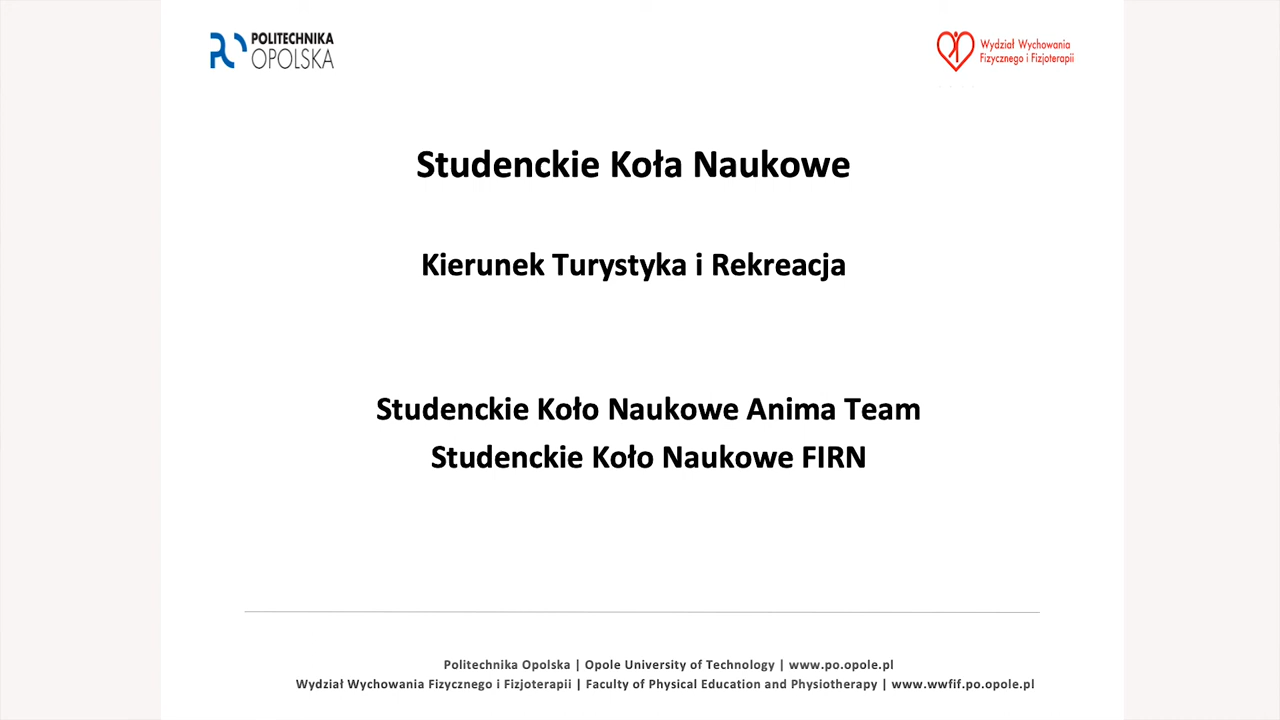 POLITECHNIKA
OPOLSKA
Wydział Wychowania
Fizycznego i Fizjoterapii
Studenckie Koła Naukowe
Kierunek Turystyka i Rekreacja
Studenckie Koło Naukowe Anima Team
Studenckie Koło Naukowe FIRN
Politechnika Opolska | Opole University of Technology | www.po.opole.pl
Wydział Wychowania Fizycznego i Fizjoterapii | Faculty of Physical Education and Physiotherapy | www.wwfif.po.opole.pl